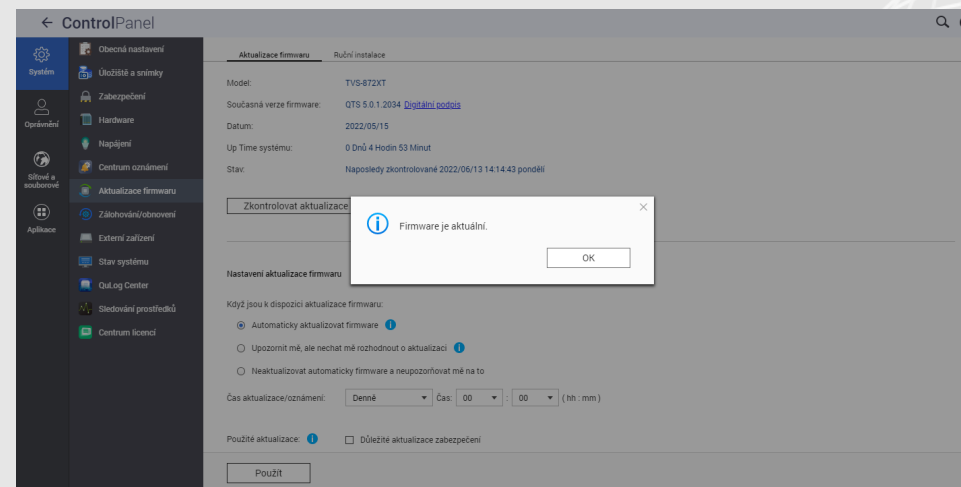 ControlPanel
Systém
Oprávnění
Síťové a
souborové
Aplikace
Obecná nastavení
Úložiště a snímky
Zabezpečení
Hardware
Napájení
Centrum oznámení
Aktualizace firmwaru
Zálohování/obnovení
Externí zařízení
Stav systému
QuLog Center
Sledování prostředků
Centrum licencí
Aktualizace firmwaru Ruční instalace
Model: TVS-872XT
Současná verze firmware: QTS 5.0.1.2034 Digitální podpis
Datum: 2022/05/15
Up Time systému: 0 Dnů 4 Hodin 53 Minut
Stav: Naposledy zkontrolované 2022/06/13 14:14:43 pondělí
Zkontrolovat aktualizace
Firmware je aktuální.
OK
Nastavení aktualizace firmwaru
Když jsou k dispozici aktualizace firmwaru:
Automaticky aktualizovat firmware
Upozornit mě, ale nechat mě rozhodnout o aktualizaci
Neaktualizovat automaticky firmware a neupozorňovat mě na to
Čas aktualizace/oznámení: Denně Čas: 00 : 00 ( hh : mm )
Použité aktualizace: Důležité aktualizace zabezpečení
Použít